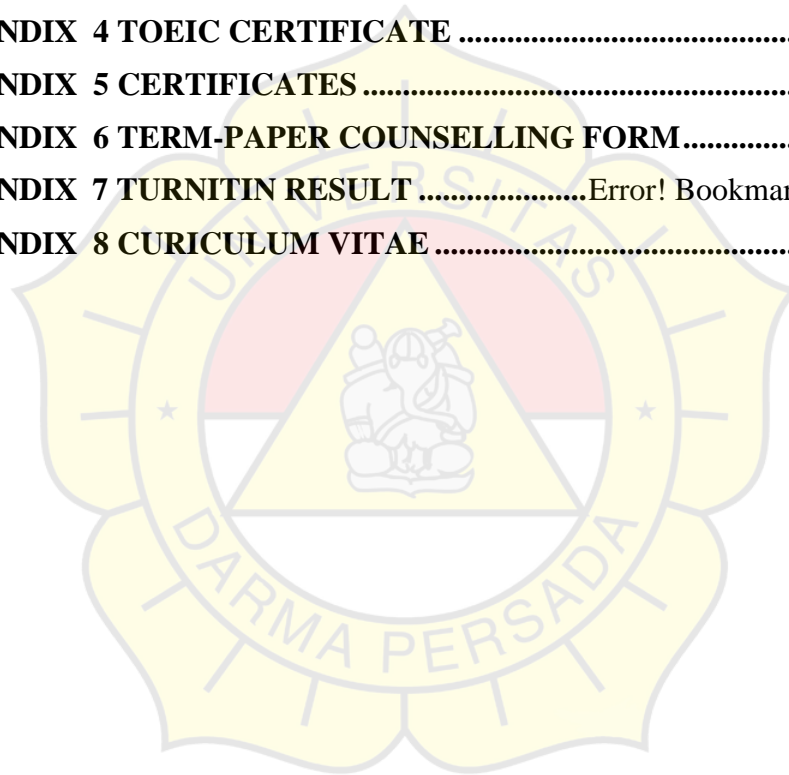 NDIX 4 TOEIC CERTIFICATE ........................................
NDIX 5 CERTIFICATES .....................................................
NDIX 6 TERM-PAPER COUNSELLING FORM.............
NDIX 7 TURNITIN RESULT .....................Error! Bookmar
NDIX 8 CURICULUM VITAE ............................................
UNIVERSITAS
DARMA PERSADA